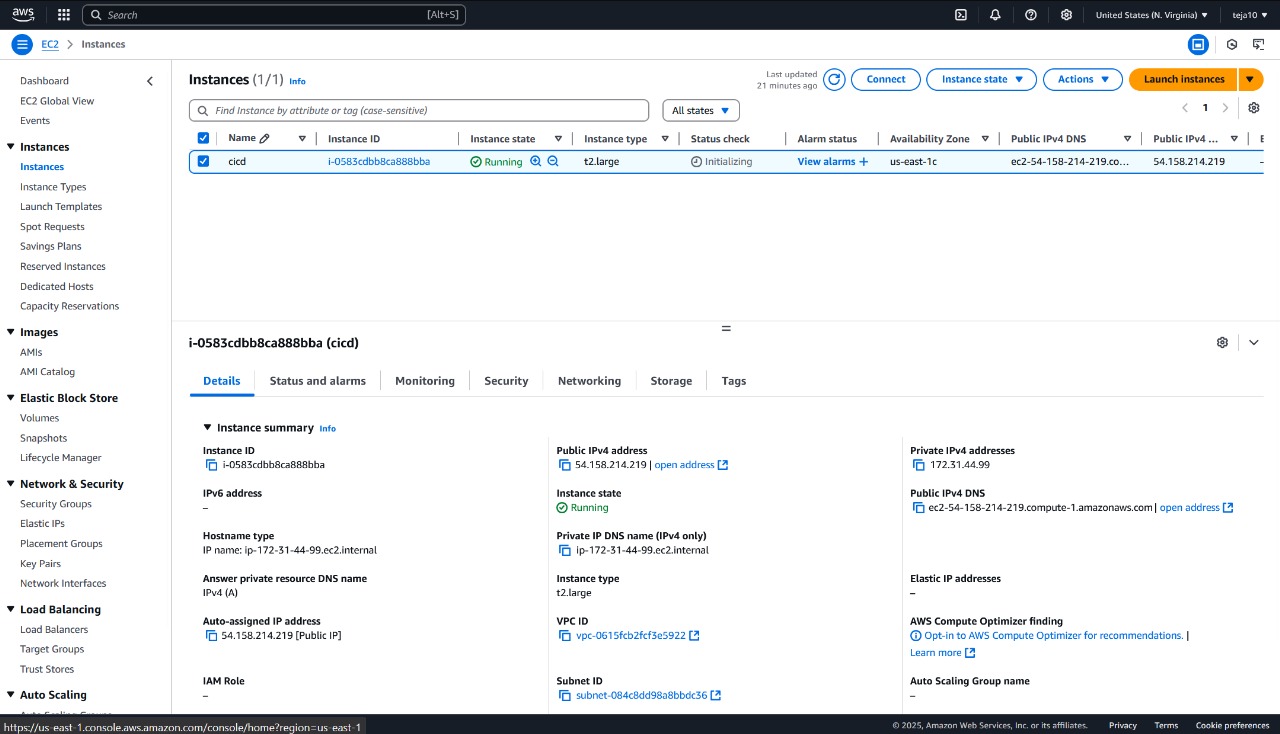 aws
Search
[Alt+S]
United States (N. Virginia)
teja10
EC2
Instances
Dashboard
EC2 Global View
Events
Instances
Instances
Instance Types
Launch Templates
Spot Requests
Savings Plans
Reserved Instances
Dedicated Hosts
Capacity Reservations
Images
AMIs
AMI Catalog
Elastic Block Store
Volumes
Snapshots
Lifecycle Manager
Network & Security
Security Groups
Elastic IPs
Placement Groups
Key Pairs
Network Interfaces
Load Balancing
Load Balancers
Target Groups
Trust Stores
Auto Scaling
Instances (1/1) Info
Last updated
21 minutes ago
Connect
Instance state
Actions
Launch instances
Find Instance by attribute or tag (case-sensitive)
All states
1
Name Instance ID Instance state Instance type Status check Alarm status Availability Zone Public IPv4 DNS Public IPv4 ... E
cicd i-0583cdbb8ca888bba Running t2.large Initializing View alarms + us-east-1c ec2-54-158-214-219.co... 54.158.214.219 –
i-0583cdbb8ca888bba (cicd)
Details Status and alarms Monitoring Security Networking Storage Tags
Instance summary Info
Instance ID
i-0583cdbb8ca888bba
Public IPv4 address
54.158.214.219 | open address
Private IPv4 addresses
172.31.44.99
IPv6 address
–
Instance state
Running
Public IPv4 DNS
ec2-54-158-214-219.compute-1.amazonaws.com | open address
Hostname type
IP name: ip-172-31-44-99.ec2.internal
Private IP DNS name (IPv4 only)
ip-172-31-44-99.ec2.internal
Answer private resource DNS name
IPv4 (A)
Instance type
t2.large
Elastic IP addresses
–
Auto-assigned IP address
54.158.214.219 [Public IP]
VPC ID
vpc-0615fcb2fcf3e5922
AWS Compute Optimizer finding
Opt-in to AWS Compute Optimizer for recommendations. |
Learn more
IAM Role
–
Subnet ID
subnet-084c8dd98a8bbdc36
Auto Scaling Group name
–
https://us-east-1.console.aws.amazon.com/console/home?region=us-east-1
© 2025, Amazon Web Services, Inc. or its affiliates.
Privacy
Terms
Cookie preferences